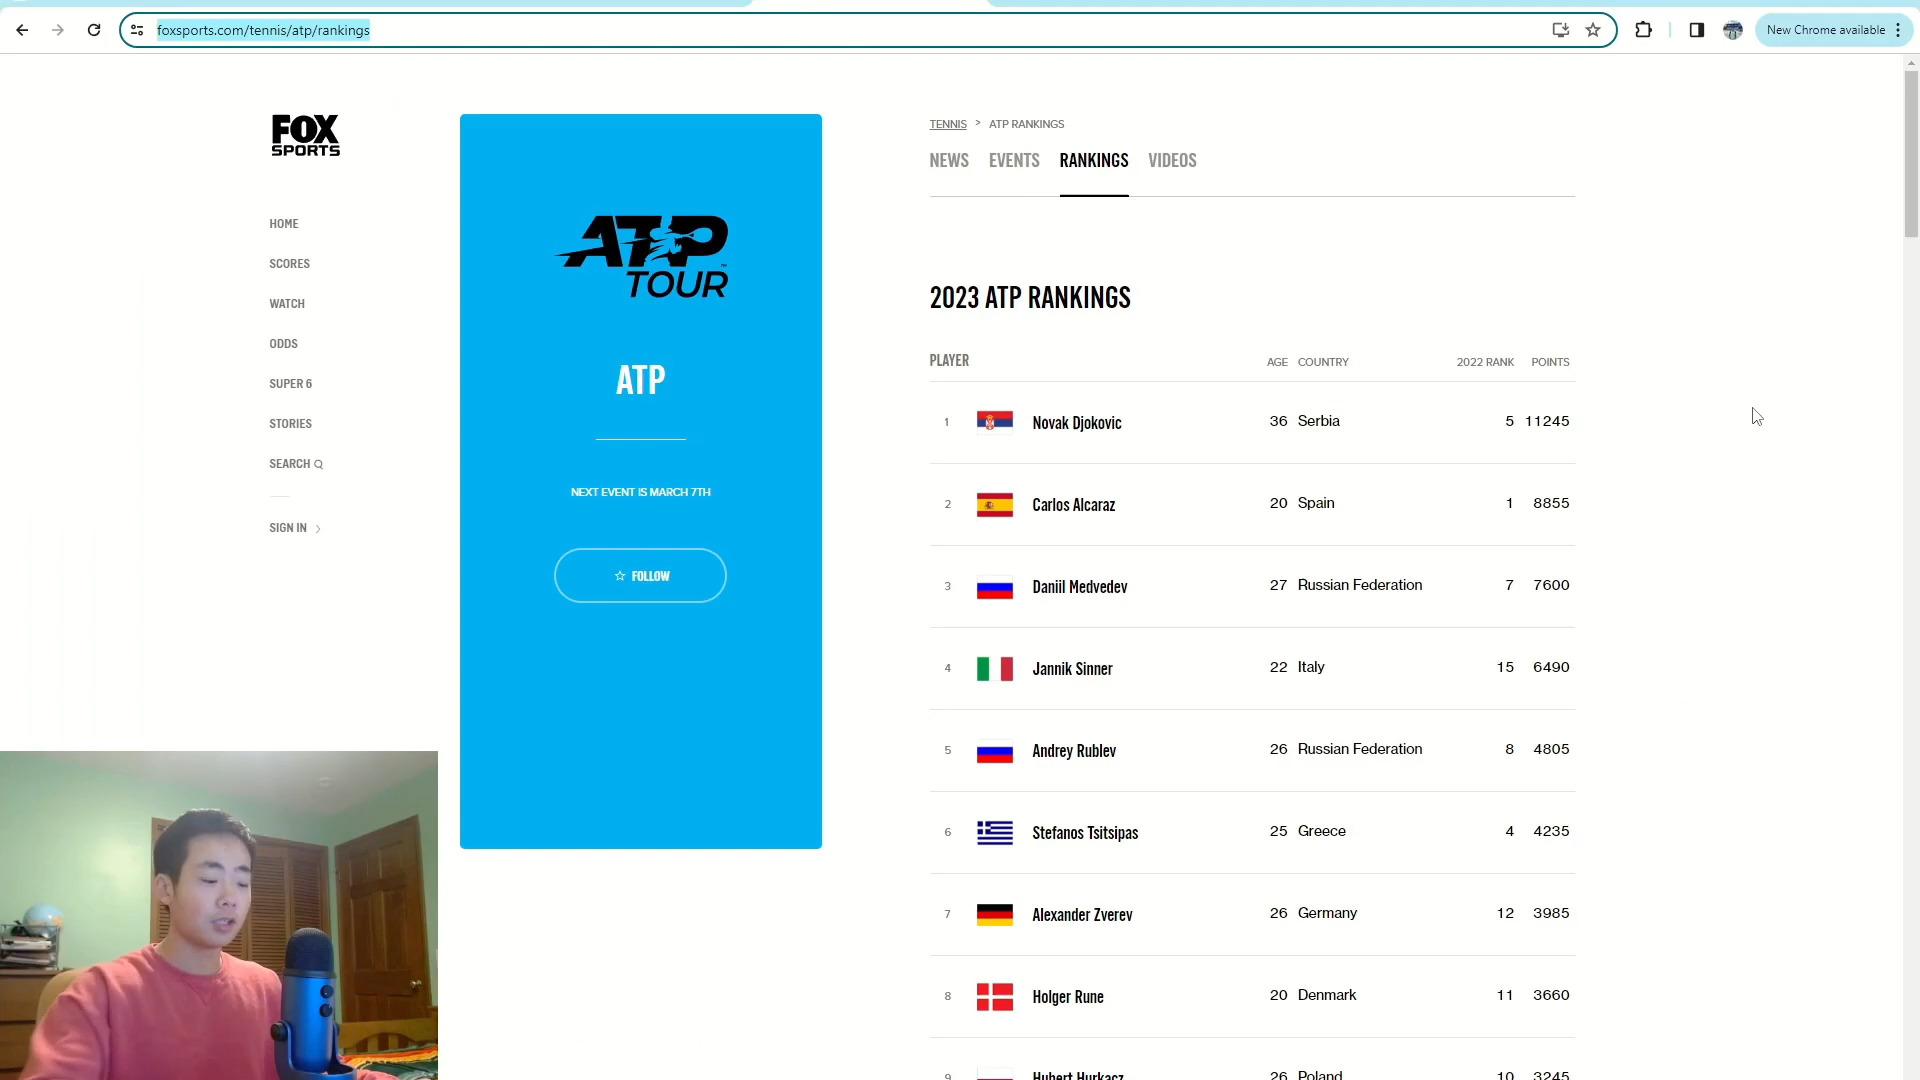 foxsports.com/tennis/atp/rankings
New Chrome available
FOX
SPORTS
HOME
SCORES
WATCH
ODDS
SUPER 6
STORIES
SEARCH
SIGN IN
ATP
TOUR
ATP
NEXT EVENT IS MARCH 7TH
FOLLOW
TENNIS > ATP RANKINGS
NEWS EVENTS RANKINGS VIDEOS
2023 ATP RANKINGS
PLAYER AGE COUNTRY 2022 RANK POINTS
1 Novak Djokovic 36 Serbia 5 11245
2 Carlos Alcaraz 20 Spain 1 8855
3 Daniil Medvedev 27 Russian Federation 7 7600
4 Jannik Sinner 22 Italy 15 6490
5 Andrey Rublev 26 Russian Federation 8 4805
6 Stefanos Tsitsipas 25 Greece 4 4235
7 Alexander Zverev 26 Germany 12 3985
8 Holger Rune 20 Denmark 11 3660
9 Hubert Hurkacz 26 Poland 10 3245